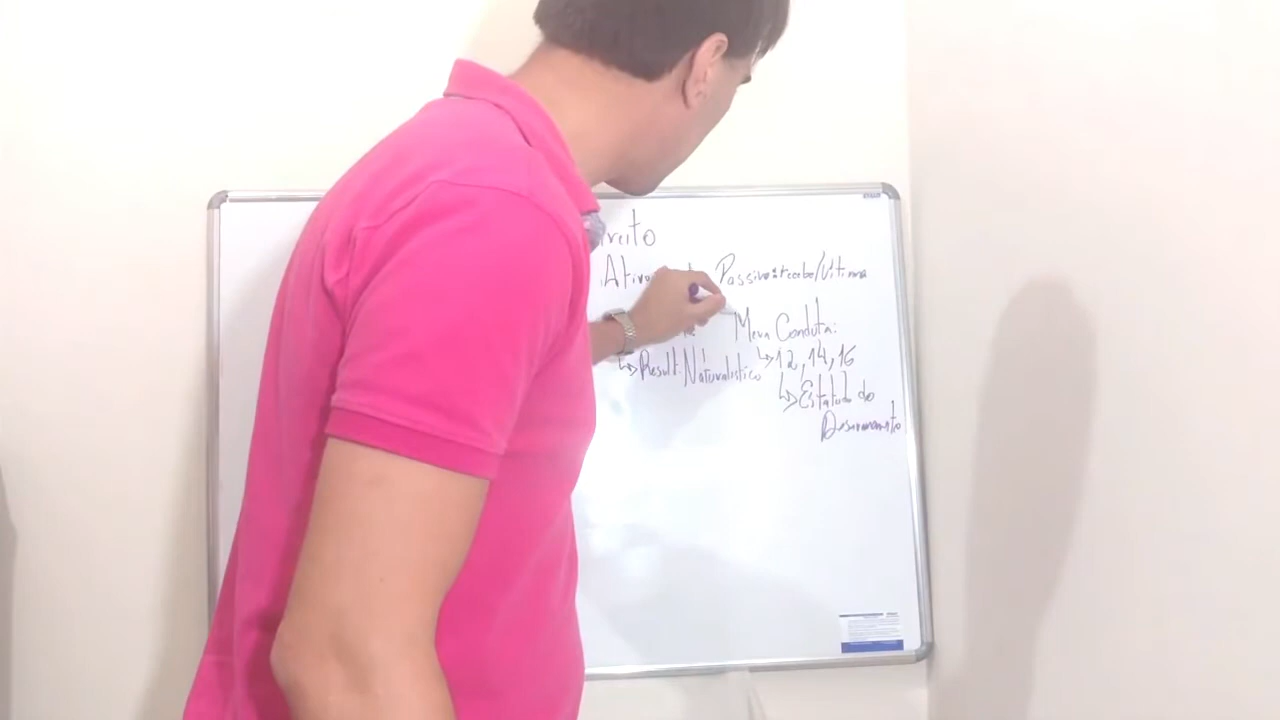 reito
Ativo Passivo: recebe/Vítima
Mera Conduta:
↳ Result. Naturalístico ↳ 12, 14, 16
↳ Estatuto do
Desarmamento